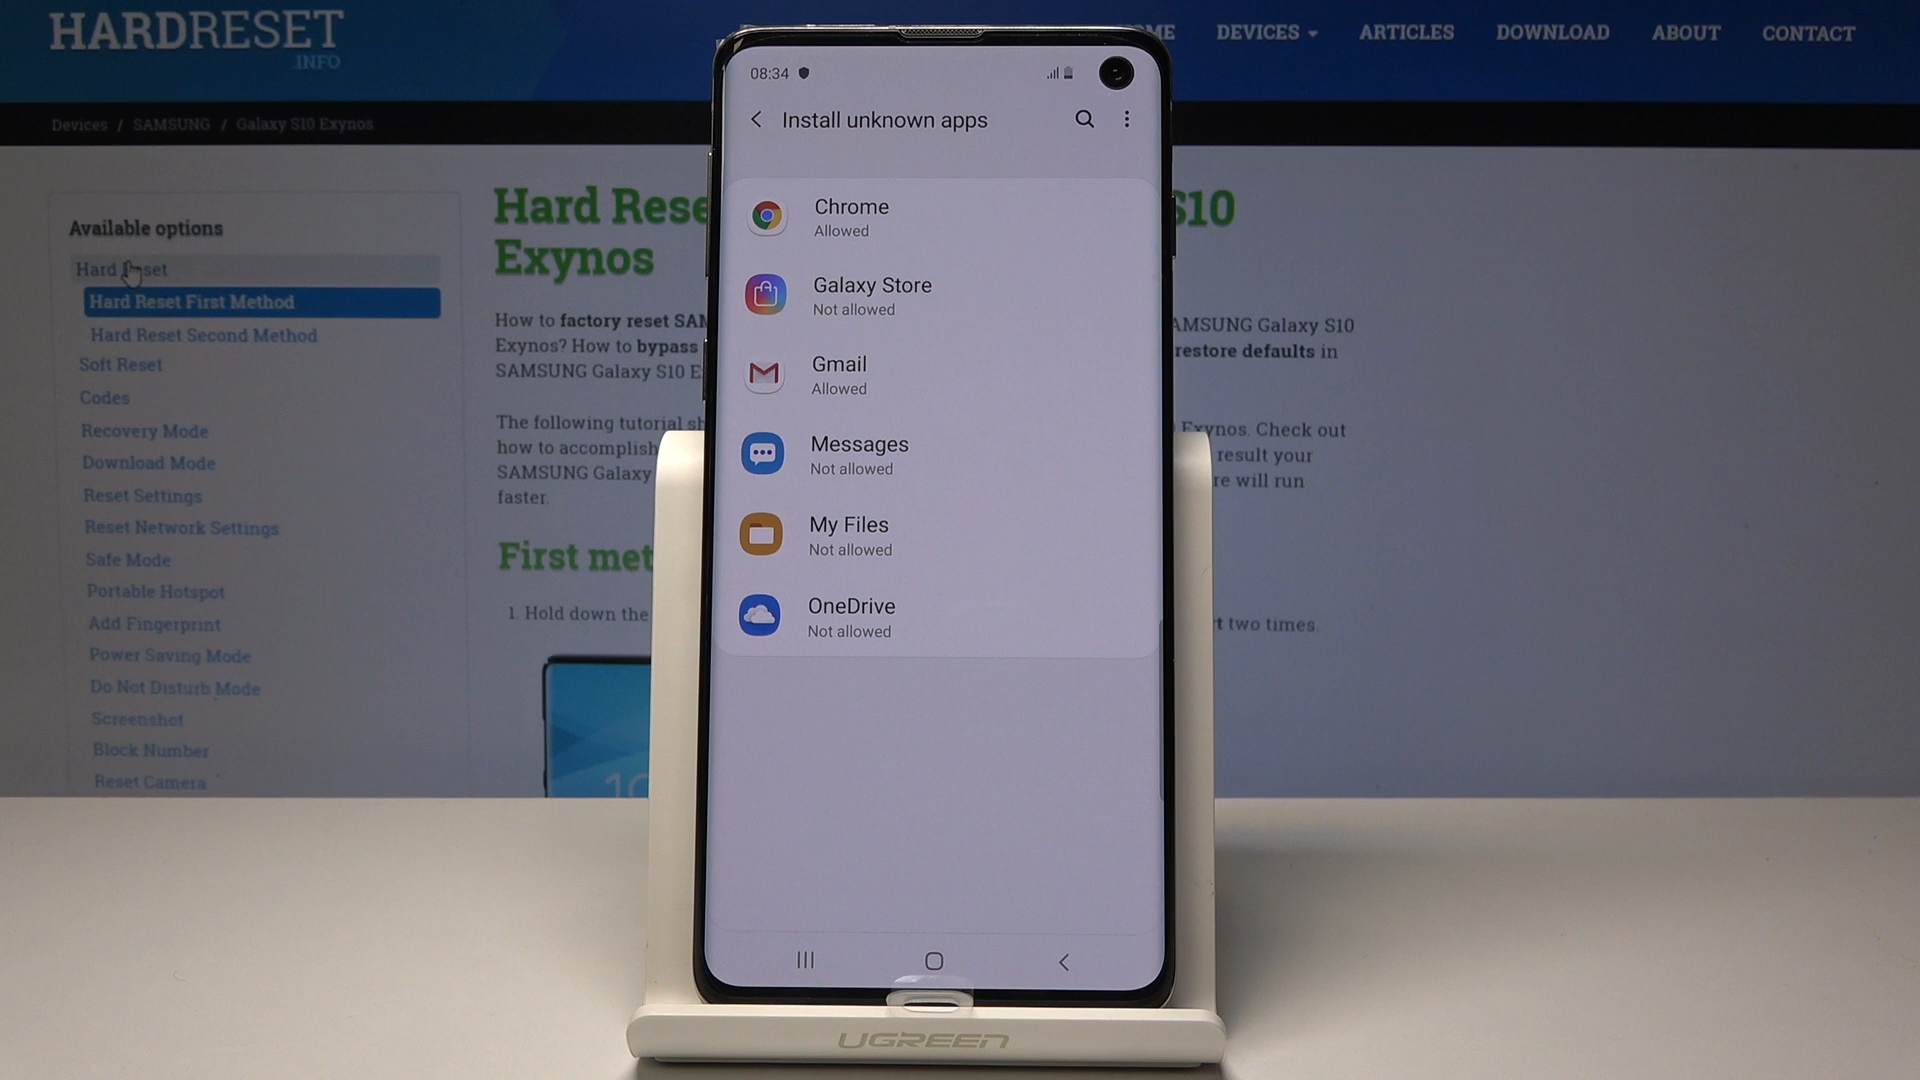 HARDRESET
.INFO
DEVICES
ARTICLES
DOWNLOAD
ABOUT
CONTACT
Devices / SAMSUNG / Galaxy S10 Exynos
Available options
Hard Reset
Hard Reset First Method
Hard Reset Second Method
Soft Reset
Codes
Recovery Mode
Download Mode
Reset Settings
Reset Network Settings
Safe Mode
Portable Hotspot
Add Fingerprint
Power Saving Mode
Do Not Disturb Mode
Screenshot
Block Number
Reset Camera
Hard Rese S10
Exynos
How to factory reset SAM AMSUNG Galaxy S10
Exynos? How to bypass restore defaults in
SAMSUNG Galaxy S10
The following tutorial sh Exynos. Check out
how to accomplish result your
SAMSUNG Galaxy re will run
faster.
First met
1. Hold down the t two times.
08:34
Install unknown apps
Chrome
Allowed
Galaxy Store
Not allowed
Gmail
Allowed
Messages
Not allowed
My Files
Not allowed
OneDrive
Not allowed
UGREEN